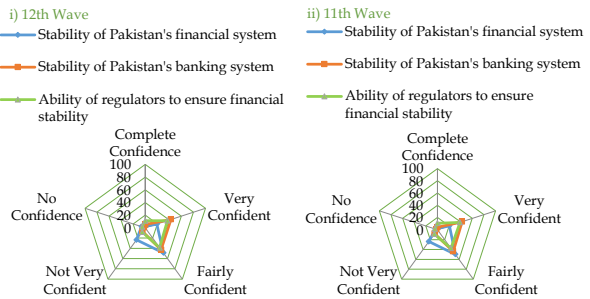 i) 12th Wave
Stability of Pakistan's financial system
Stability of Pakistan's banking system
Ability of regulators to ensure financial
stability
Complete
Confidence
100
80
60
40
20
0
Very
Confident
Fairly
Confident
Not Very
Confident
No
Confidence
ii) 11th Wave
Stability of Pakistan's financial system
Stability of Pakistan's banking system
Ability of regulators to ensure
financial stability
Complete
Confidence
100
80
60
40
20
0
Very
Confident
Fairly
Confident
Not Very
Confident
No
Confidence